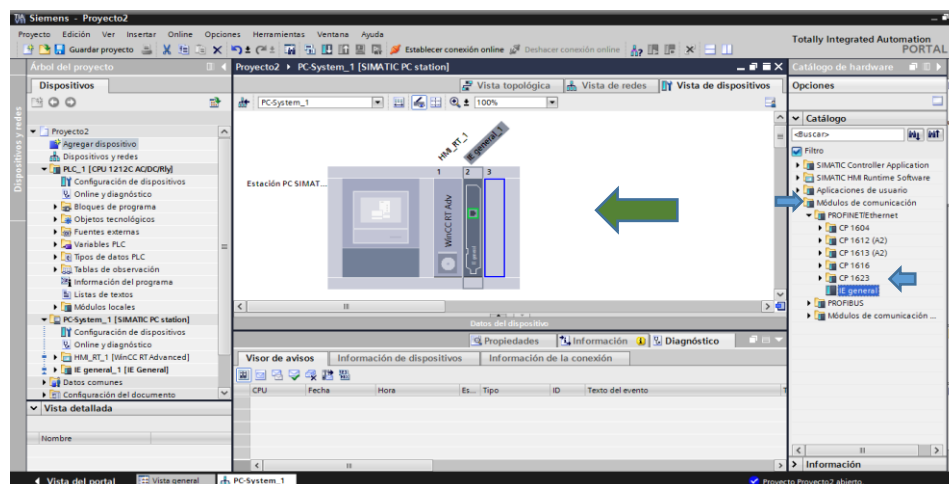 Siemens - Proyecto2
Proyecto Edición Ver Insertar Online Opciones Herramientas Ventana Ayuda
Guardar proyecto Establecer conexión online Deshacer conexión online
Totally Integrated Automation
PORTAL
Árbol del proyecto
Dispositivos
Dispositivos y redes
Proyecto2
Agregar dispositivo
Dispositivos y redes
PLC_1 [CPU 1212C AC/DC/Rly]
Configuración de dispositivos
Online y diagnóstico
Bloques de programa
Objetos tecnológicos
Fuentes externas
Variables PLC
Tipos de datos PLC
Tablas de observación
Información del programa
Listas de textos
Módulos locales
PC-System_1 [SIMATIC PC station]
Configuración de dispositivos
Online y diagnóstico
HMI_RT_1 [WinCC RT Advanced]
IE general_1 [IE General]
Datos comunes
Configuración del documento
Vista detallada
Nombre
Proyecto2 PC-System_1 [SIMATIC PC station]
Vista topológica Vista de redes Vista de dispositivos
PC-System_1 100%
HMI_RT_1
IE general_1
1 2 3
Estación PC SIMAT...
WinCC RT Adv
Datos del dispositivo
Propiedades Información Diagnóstico
Visor de avisos Información de dispositivos Información de la conexión
CPU Fecha Hora Es... Tipo ID Texto del evento
Catálogo de hardware
Opciones
Catálogo
<Buscar>
Filtro
SIMATIC Controller Application
SIMATIC HMI Runtime Software
Aplicaciones de usuario
Módulos de comunicación
PROFINET/Ethernet
CP 1604
CP 1612 (A2)
CP 1613 (A2)
CP 1616
CP 1623
IE general
PROFIBUS
Módulos de comunicación ...
Información
Vista del portal Vista general PC-System_1 Proyecto Proyecto2 abierto.